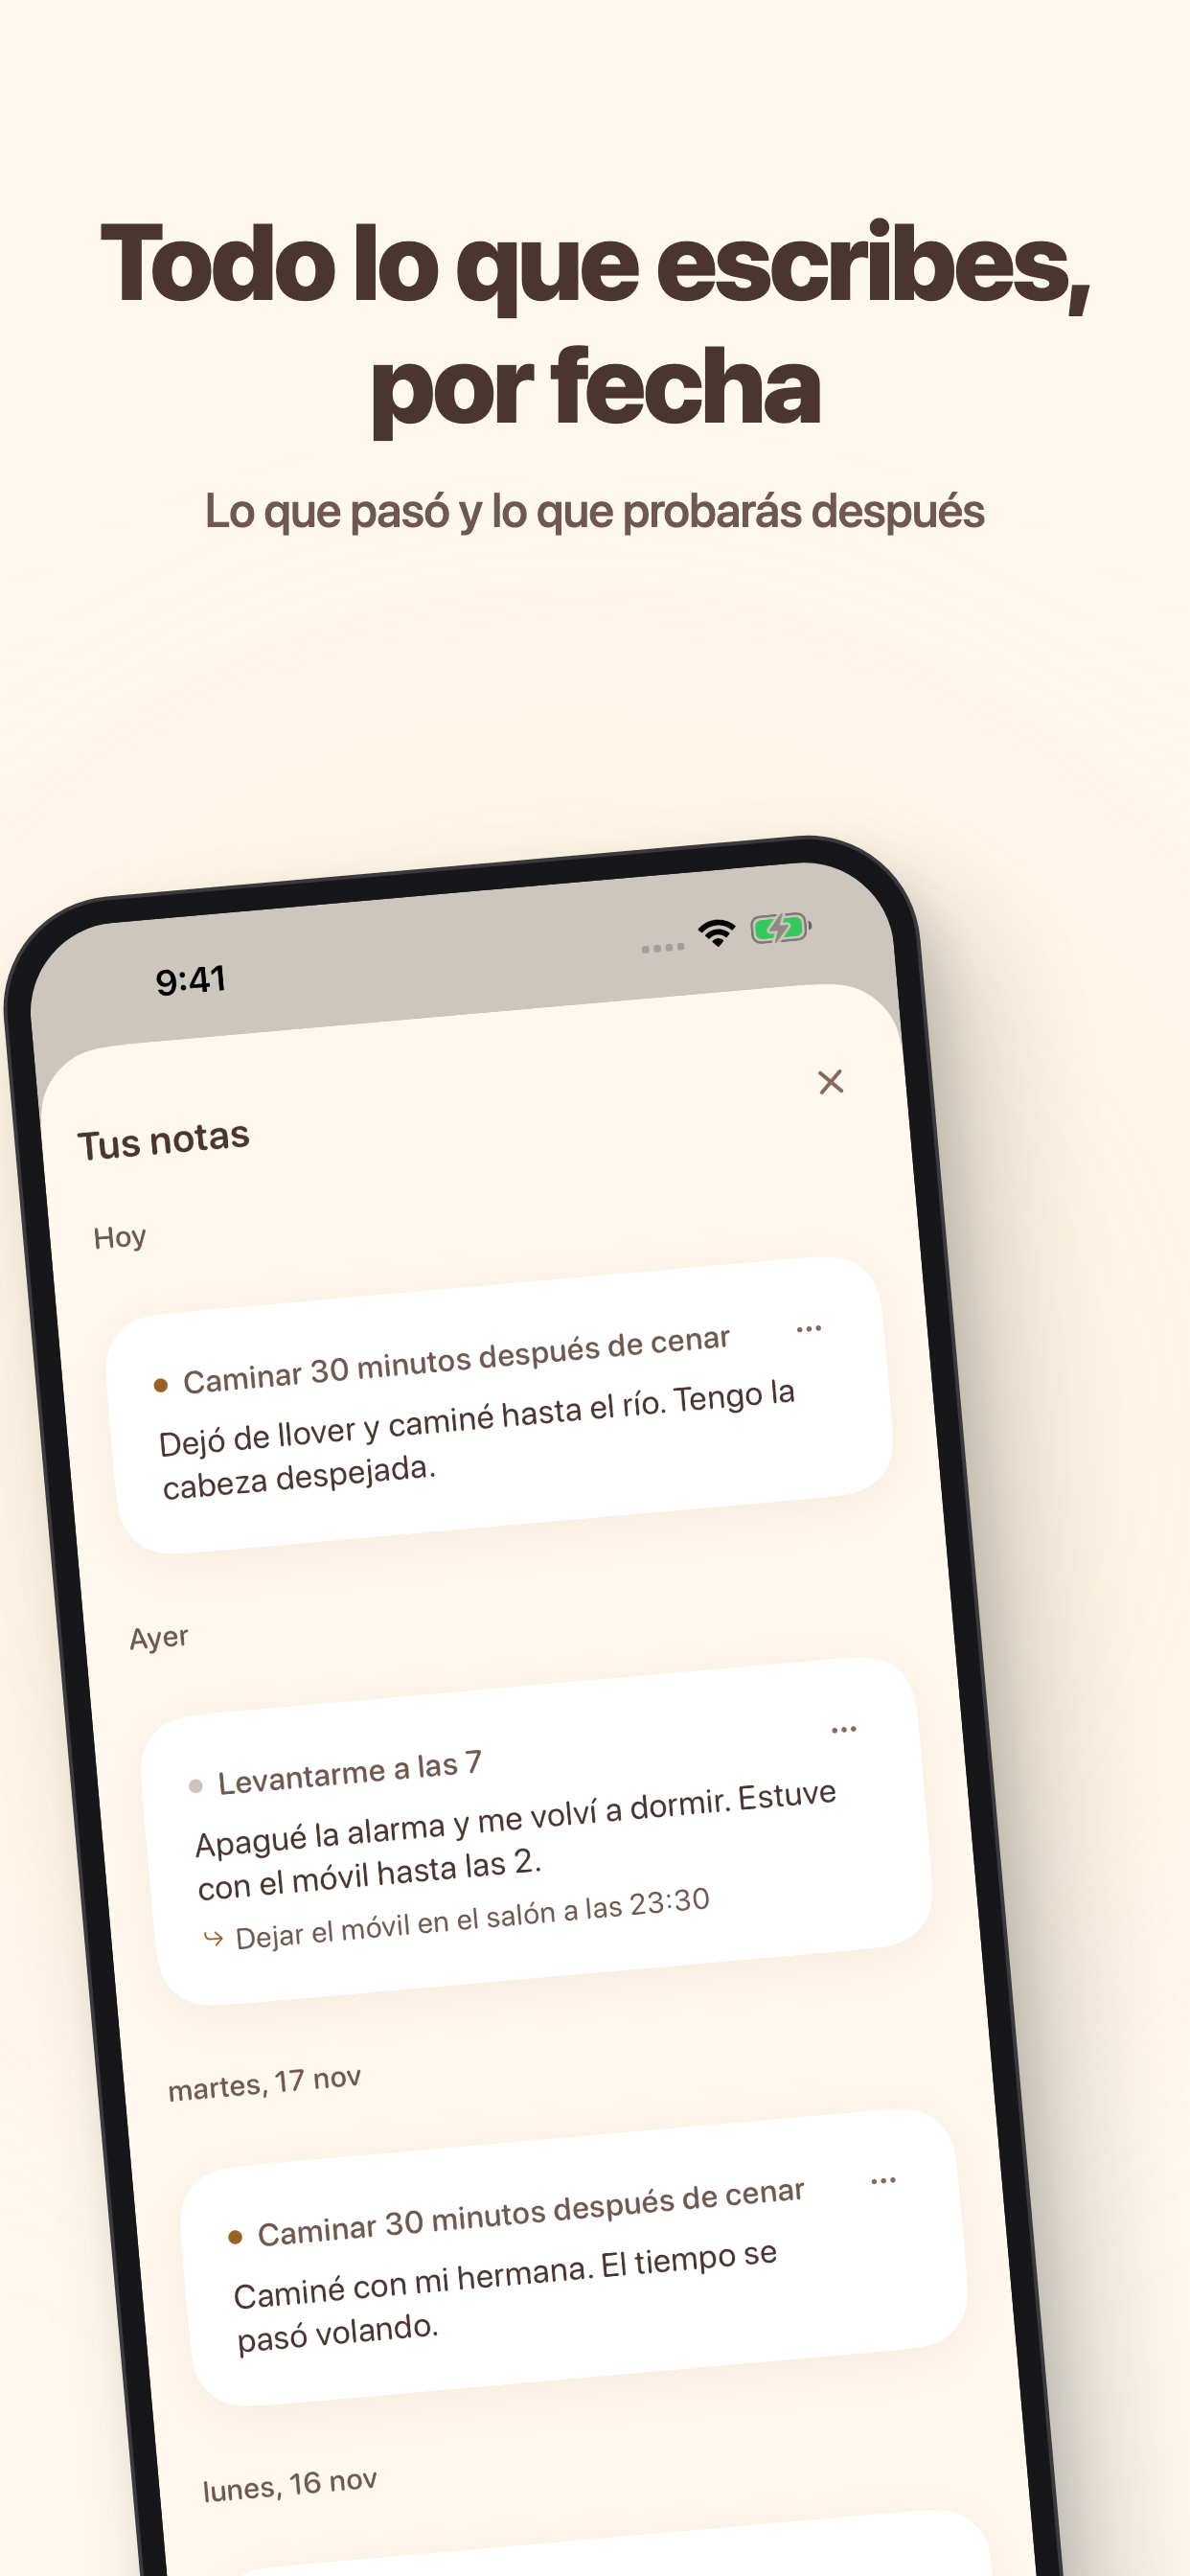 Todo lo que escribes,
por fecha
Lo que pasó y lo que probarás después
9:41
Tus notas
Hoy
Caminar 30 minutos después de cenar
Dejó de llover y caminé hasta el río. Tengo la
cabeza despejada.
Ayer
Levantarme a las 7
Apagué la alarma y me volví a dormir. Estuve
con el móvil hasta las 2.
Dejar el móvil en el salón a las 23:30
martes, 17 nov
Caminar 30 minutos después de cenar
Caminé con mi hermana. El tiempo se
pasó volando.
lunes, 16 nov